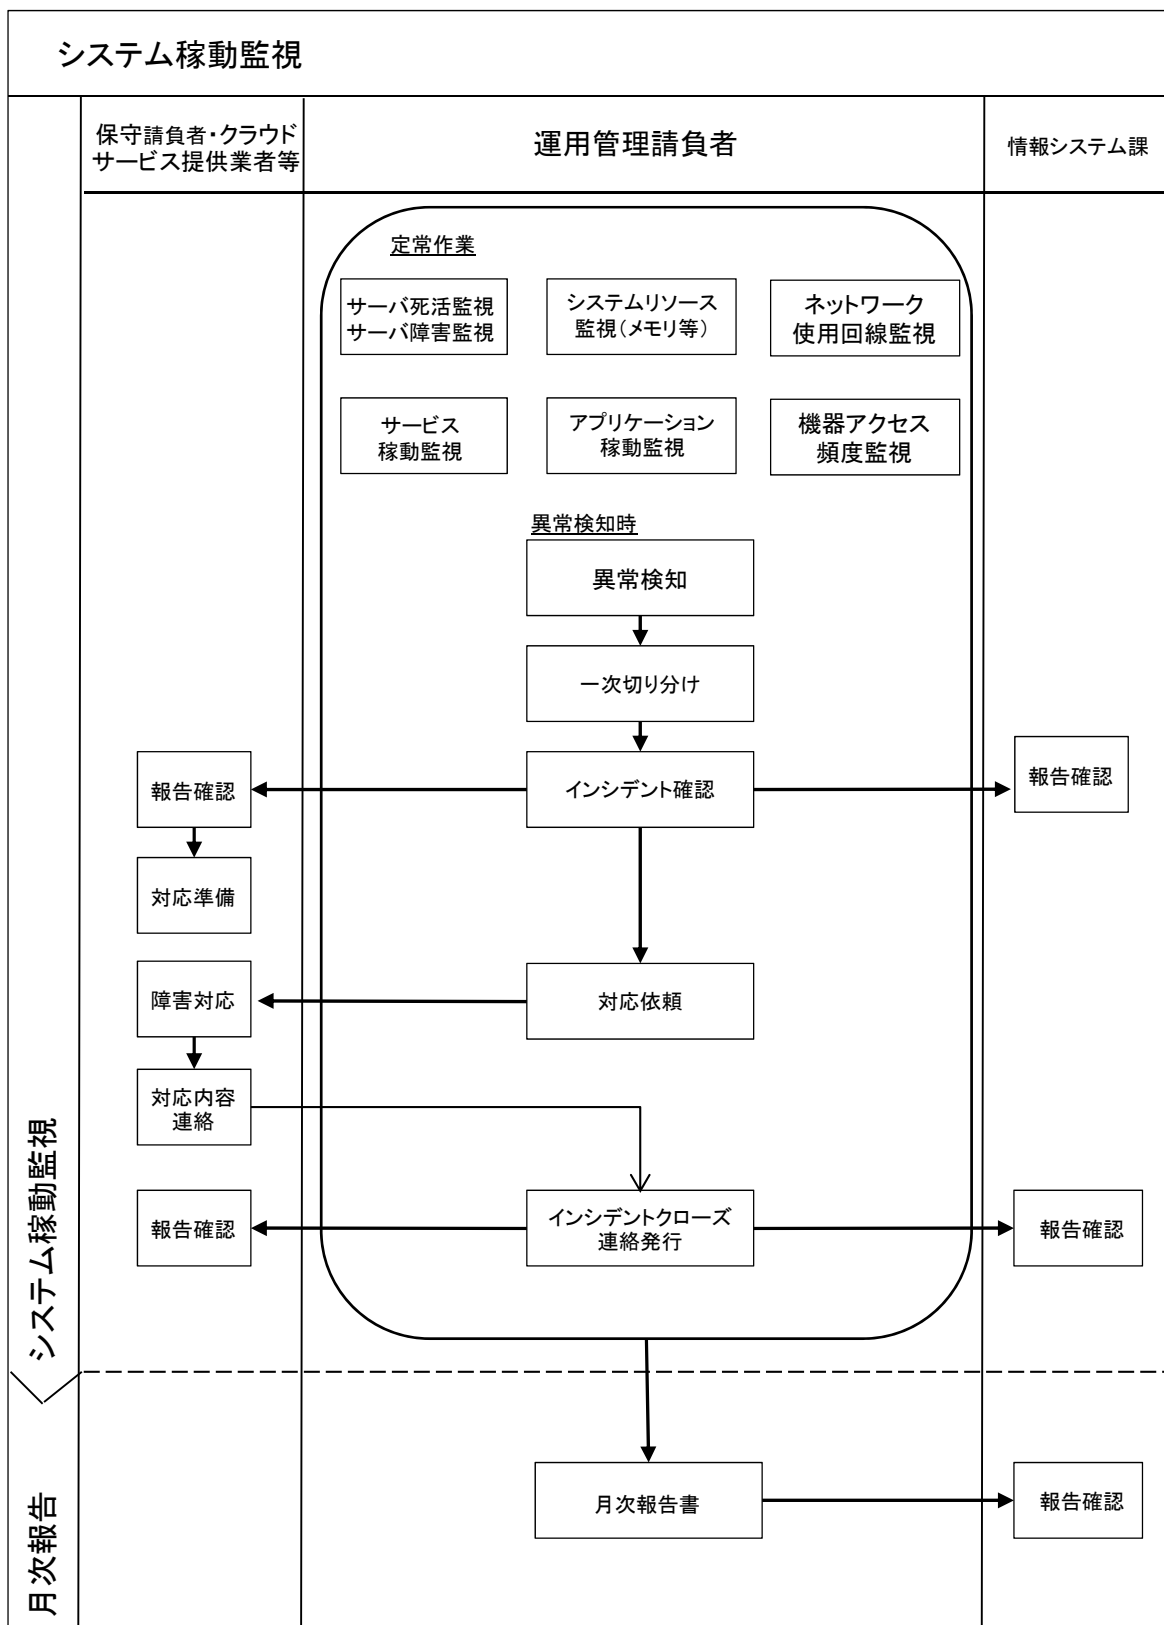 システム稼動監視
保守請負者・クラウド
サービス提供業者等
運用管理請負者
情報システム課
定常作業
サーバ死活監視
サーバ障害監視
システムリソース
監視(メモリ等)
ネットワーク
使用回線監視
サービス
稼動監視
アプリケーション
稼動監視
機器アクセス
頻度監視
異常検知時
異常検知
一次切り分け
報告確認
インシデント確認
報告確認
対応準備
障害対応
対応依頼
対応内容
連絡
報告確認
インシデントクローズ
連絡発行
報告確認
システム稼動監視
月次報告書
報告確認
月次報告